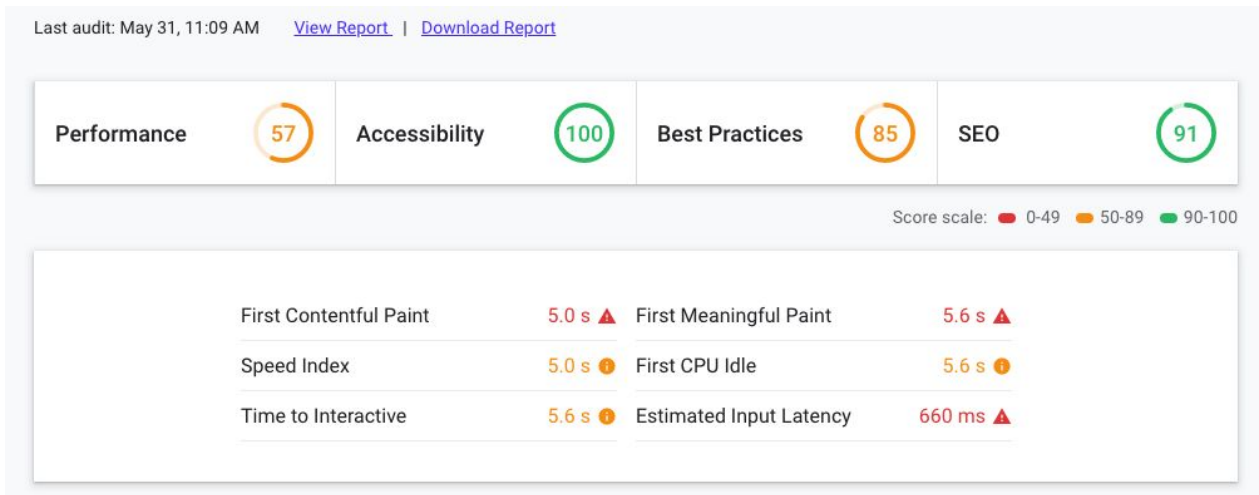 Last audit: May 31, 11:09 AM View Report | Download Report
Performance 57 Accessibility 100 Best Practices 85 SEO 91
Score scale: 0-49 50-89 90-100
First Contentful Paint 5.0 s First Meaningful Paint 5.6 s
Speed Index 5.0 s First CPU Idle 5.6 s
Time to Interactive 5.6 s Estimated Input Latency 660 ms